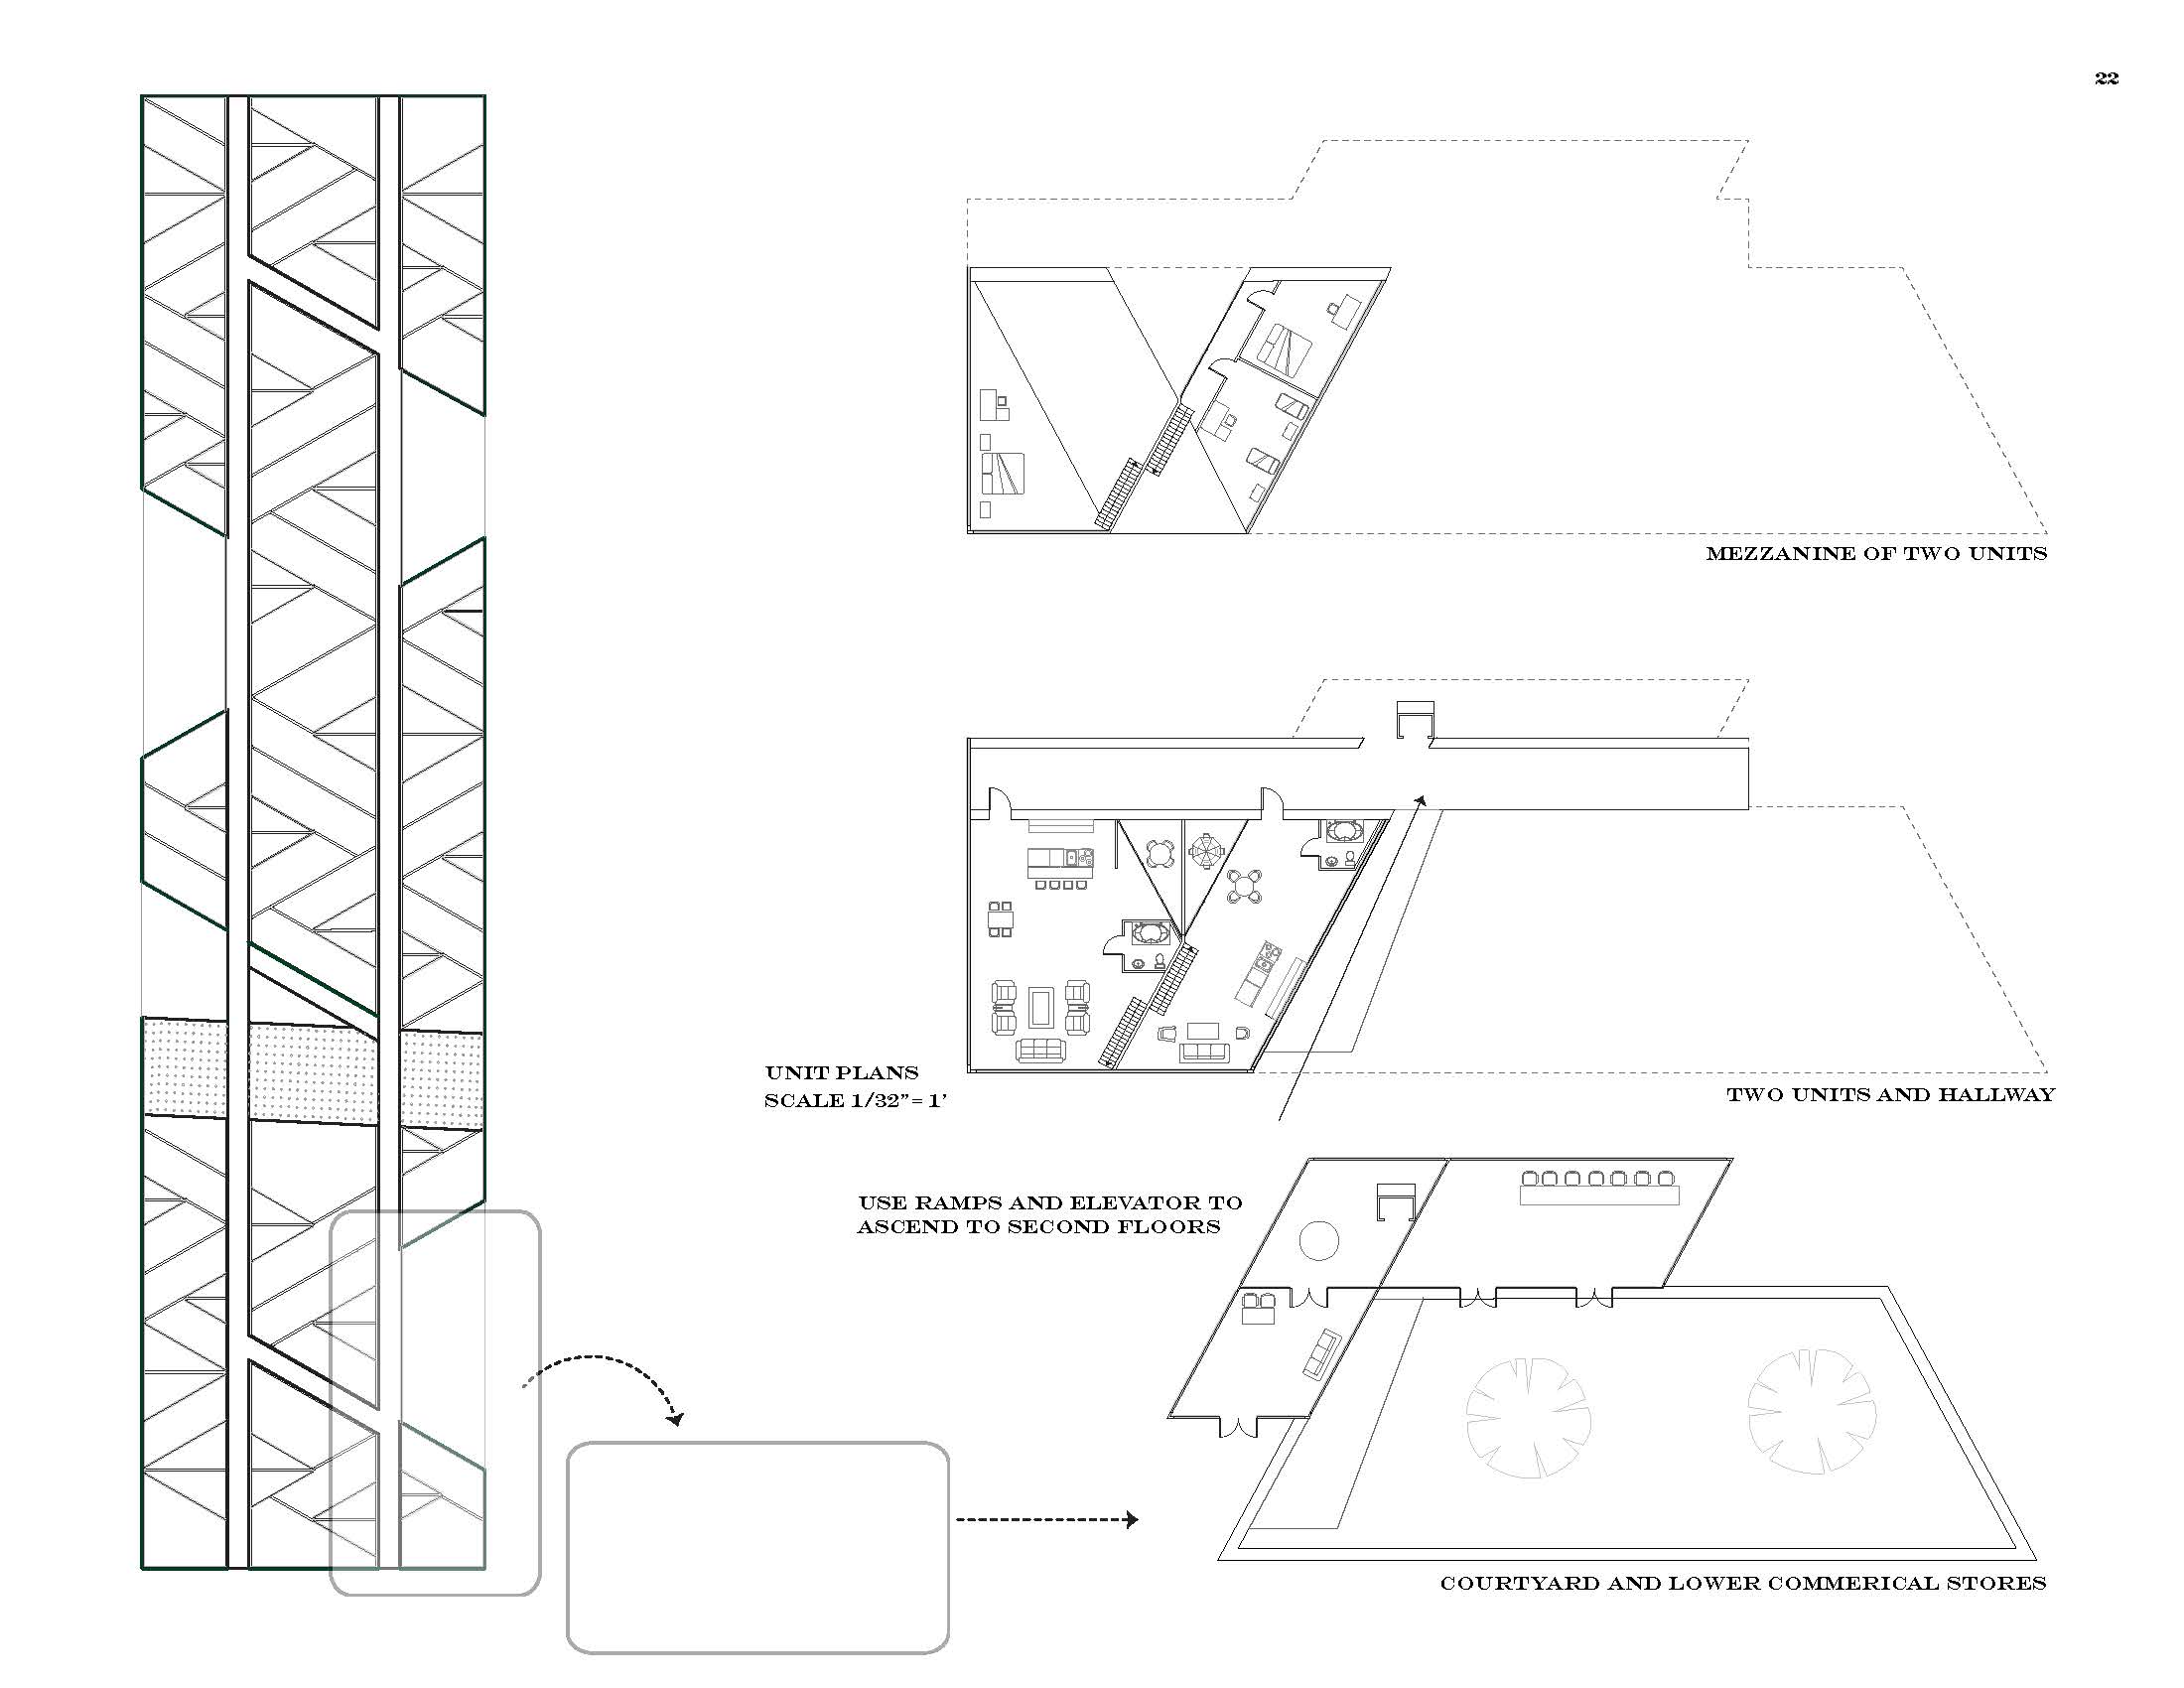 22
MEZZANINE OF TWO UNITS
UNIT PLANS
SCALE 1/32”= 1’
TWO UNITS AND HALLWAY
USE RAMPS AND ELEVATOR TO
ASCEND TO SECOND FLOORS
COURTYARD AND LOWER COMMERICAL STORES